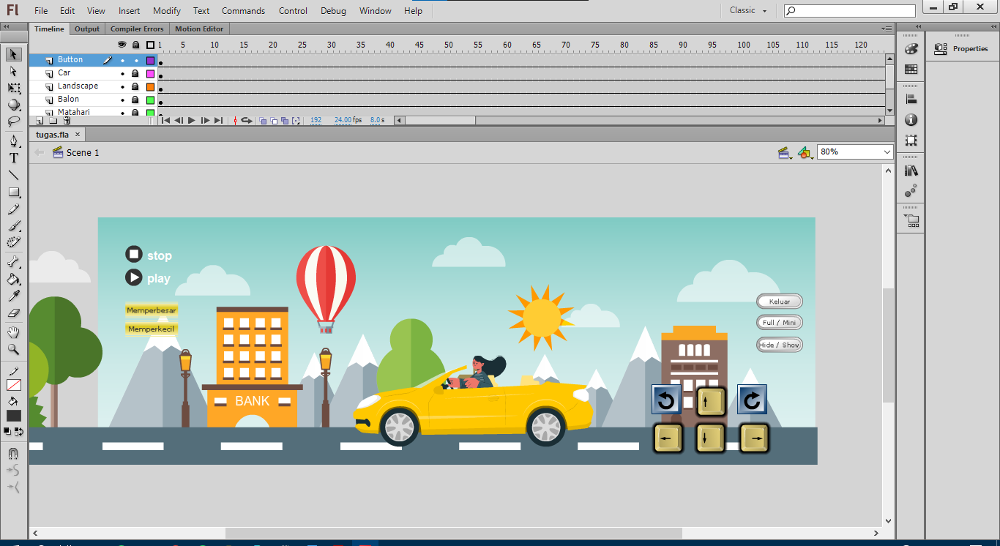 Fl File Edit View Insert Modify Text Commands Control Debug Window Help Classic
Timeline Output Compiler Errors Motion Editor
1 5 10 15 20 25 30 35 40 45 50 55 60 65 70 75 80 85 90 95 100 105 110 115 120
Properties
Button
Car
Landscape
Balon
Matahari
192 24.00 fps 8.0 s
tugas.fla
Scene 1
80%
stop
play
Memperbesar
Memperkecil
BANK
Keluar
Full / Mini
Hide / Show